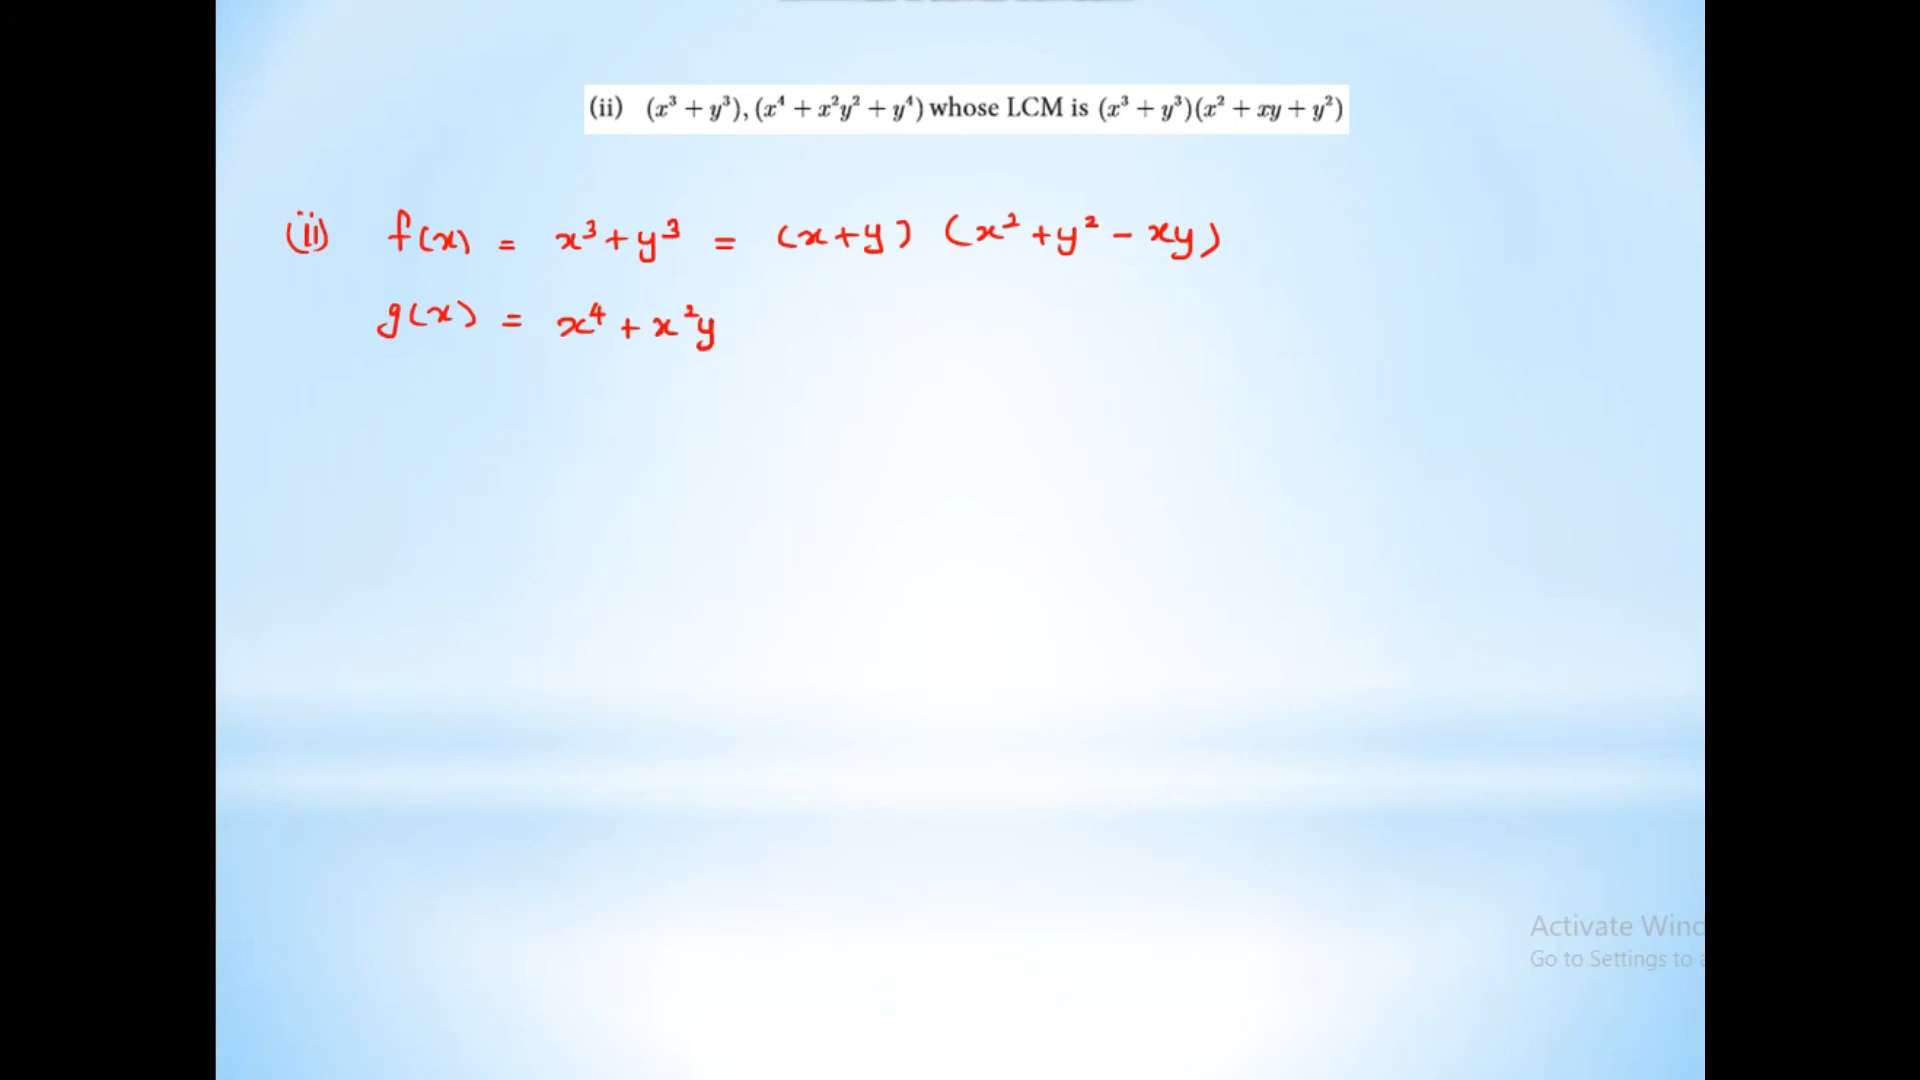 (ii) (x³ + y³), (x⁴ + x²y² + y⁴) whose LCM is (x³ + y³)(x² + xy + y²)
(ii) f(x) = x³ + y³ = (x+y) (x² + y² - xy)
g(x) = x⁴ + x²y
Activate Winc
Go to Settings to